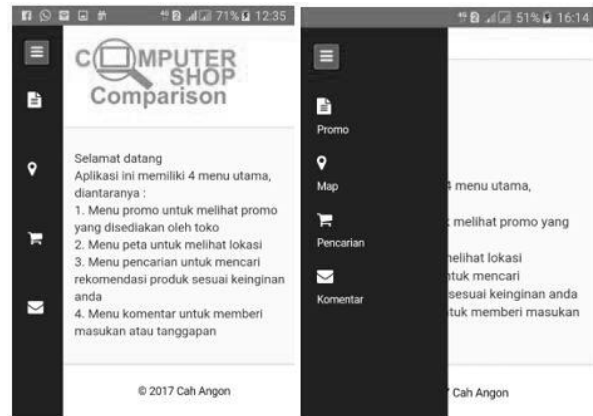 71% 12:35
COMPUTER
SHOP
Comparison
Selamat datang
Aplikasi ini memiliki 4 menu utama,
diantaranya :
1. Menu promo untuk melihat promo
yang disediakan oleh toko
2. Menu peta untuk melihat lokasi
3. Menu pencarian untuk mencari
rekomendasi produk sesuai keinginan
anda
4. Menu komentar untuk memberi
masukan atau tanggapan
© 2017 Cah Angon
51% 16:14
Promo
Map
Pencarian
Komentar
menu utama,
melihat promo yang
melihat lokasi
tuk mencari
sesuai keinginan anda
tuk memberi masukan
Cah Angon